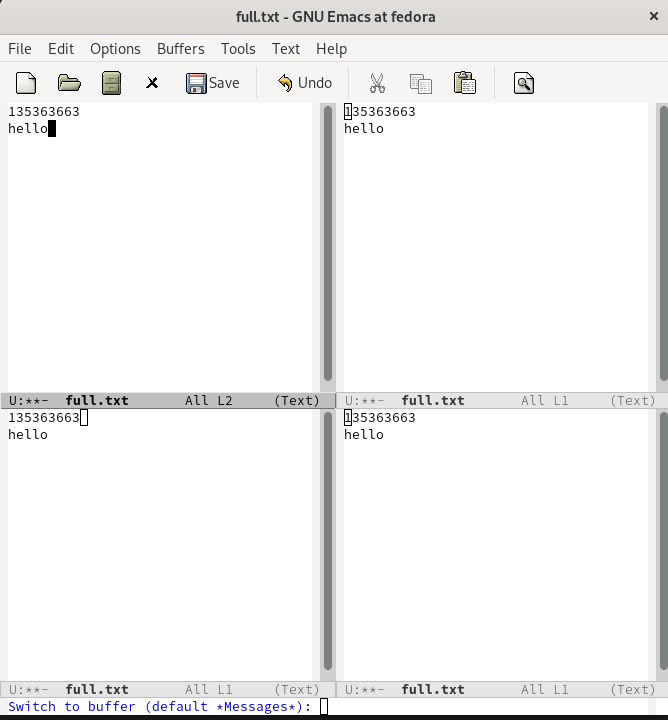 full.txt - GNU Emacs at fedora
File Edit Options Buffers Tools Text Help
Save Undo
135363663
hello
135363663
hello
U:**- full.txt All L2 (Text)
U:**- full.txt All L1 (Text)
135363663
hello
135363663
hello
U:**- full.txt All L1 (Text)
U:**- full.txt All L1 (Text)
Switch to buffer (default *Messages*):